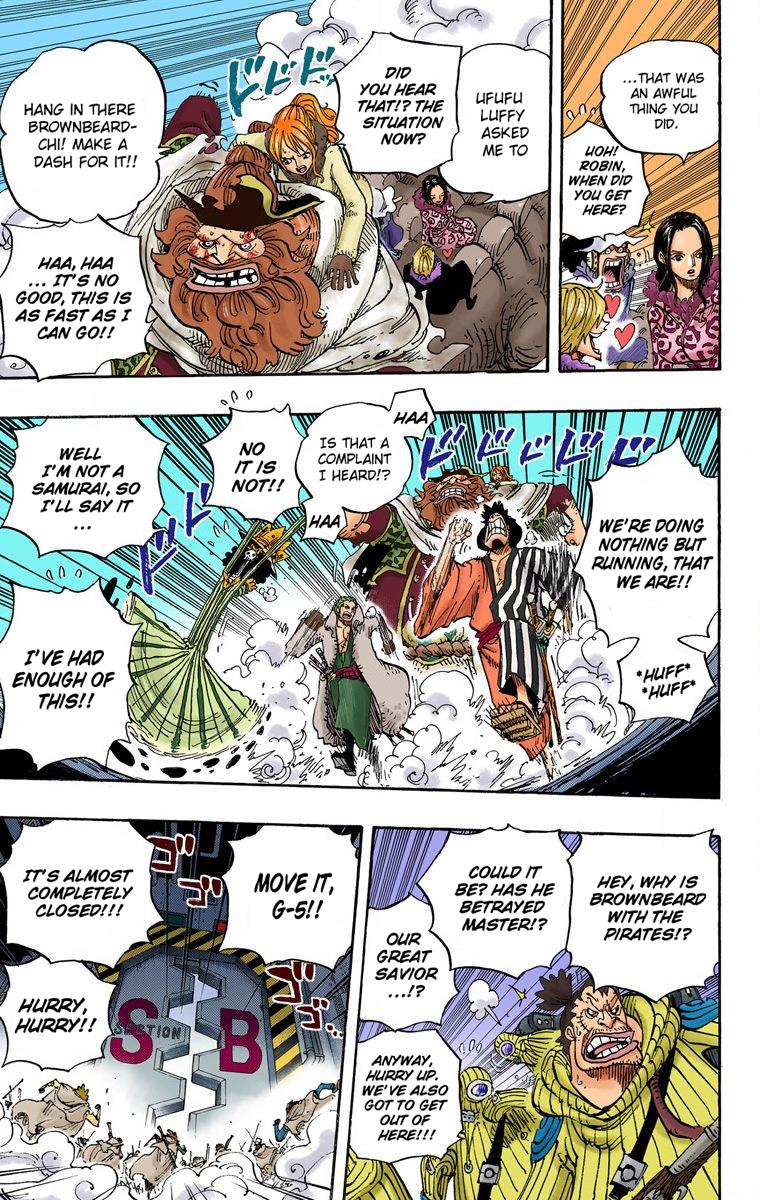 ...THAT WAS
AN AWFUL
THING YOU
DID.
UOH!
ROBIN,
WHEN DID
YOU GET
HERE?
UFUFU
LUFFY
ASKED
ME TO
DID
YOU HEAR
THAT!? THE
SITUATION
NOW?
ドドドッ
HANG IN THERE
BROWNBEARD-
CHI! MAKE A
DASH FOR IT!!
HAA, HAA
... IT'S NO
GOOD, THIS IS
AS FAST AS I
CAN GO!!
WE'RE DOING
NOTHING BUT
RUNNING, THAT
WE ARE!!
*HUFF*
*HUFF*
ドドドドド
HAA
IS THAT A
COMPLAINT
I HEARD!?
HAA
NO
IT IS
NOT!!
ドド
WELL
I'M NOT A
SAMURAI, SO
I'LL SAY IT
...
I'VE HAD
ENOUGH OF
THIS!!
HEY, WHY IS
BROWNBEARD
WITH THE
PIRATES!?
COULD IT
BE? HAS HE
BETRAYED
MASTER!?
OUR
GREAT
SAVIOR
...!?
ANYWAY,
HURRY UP.
WE'VE ALSO
GOT TO GET
OUT OF
HERE!!!
MOVE IT,
G-5!!
ゴゴ
IT'S ALMOST
COMPLETELY
CLOSED!!!
HURRY,
HURRY!!
ゴゴ...
SECTION
S B